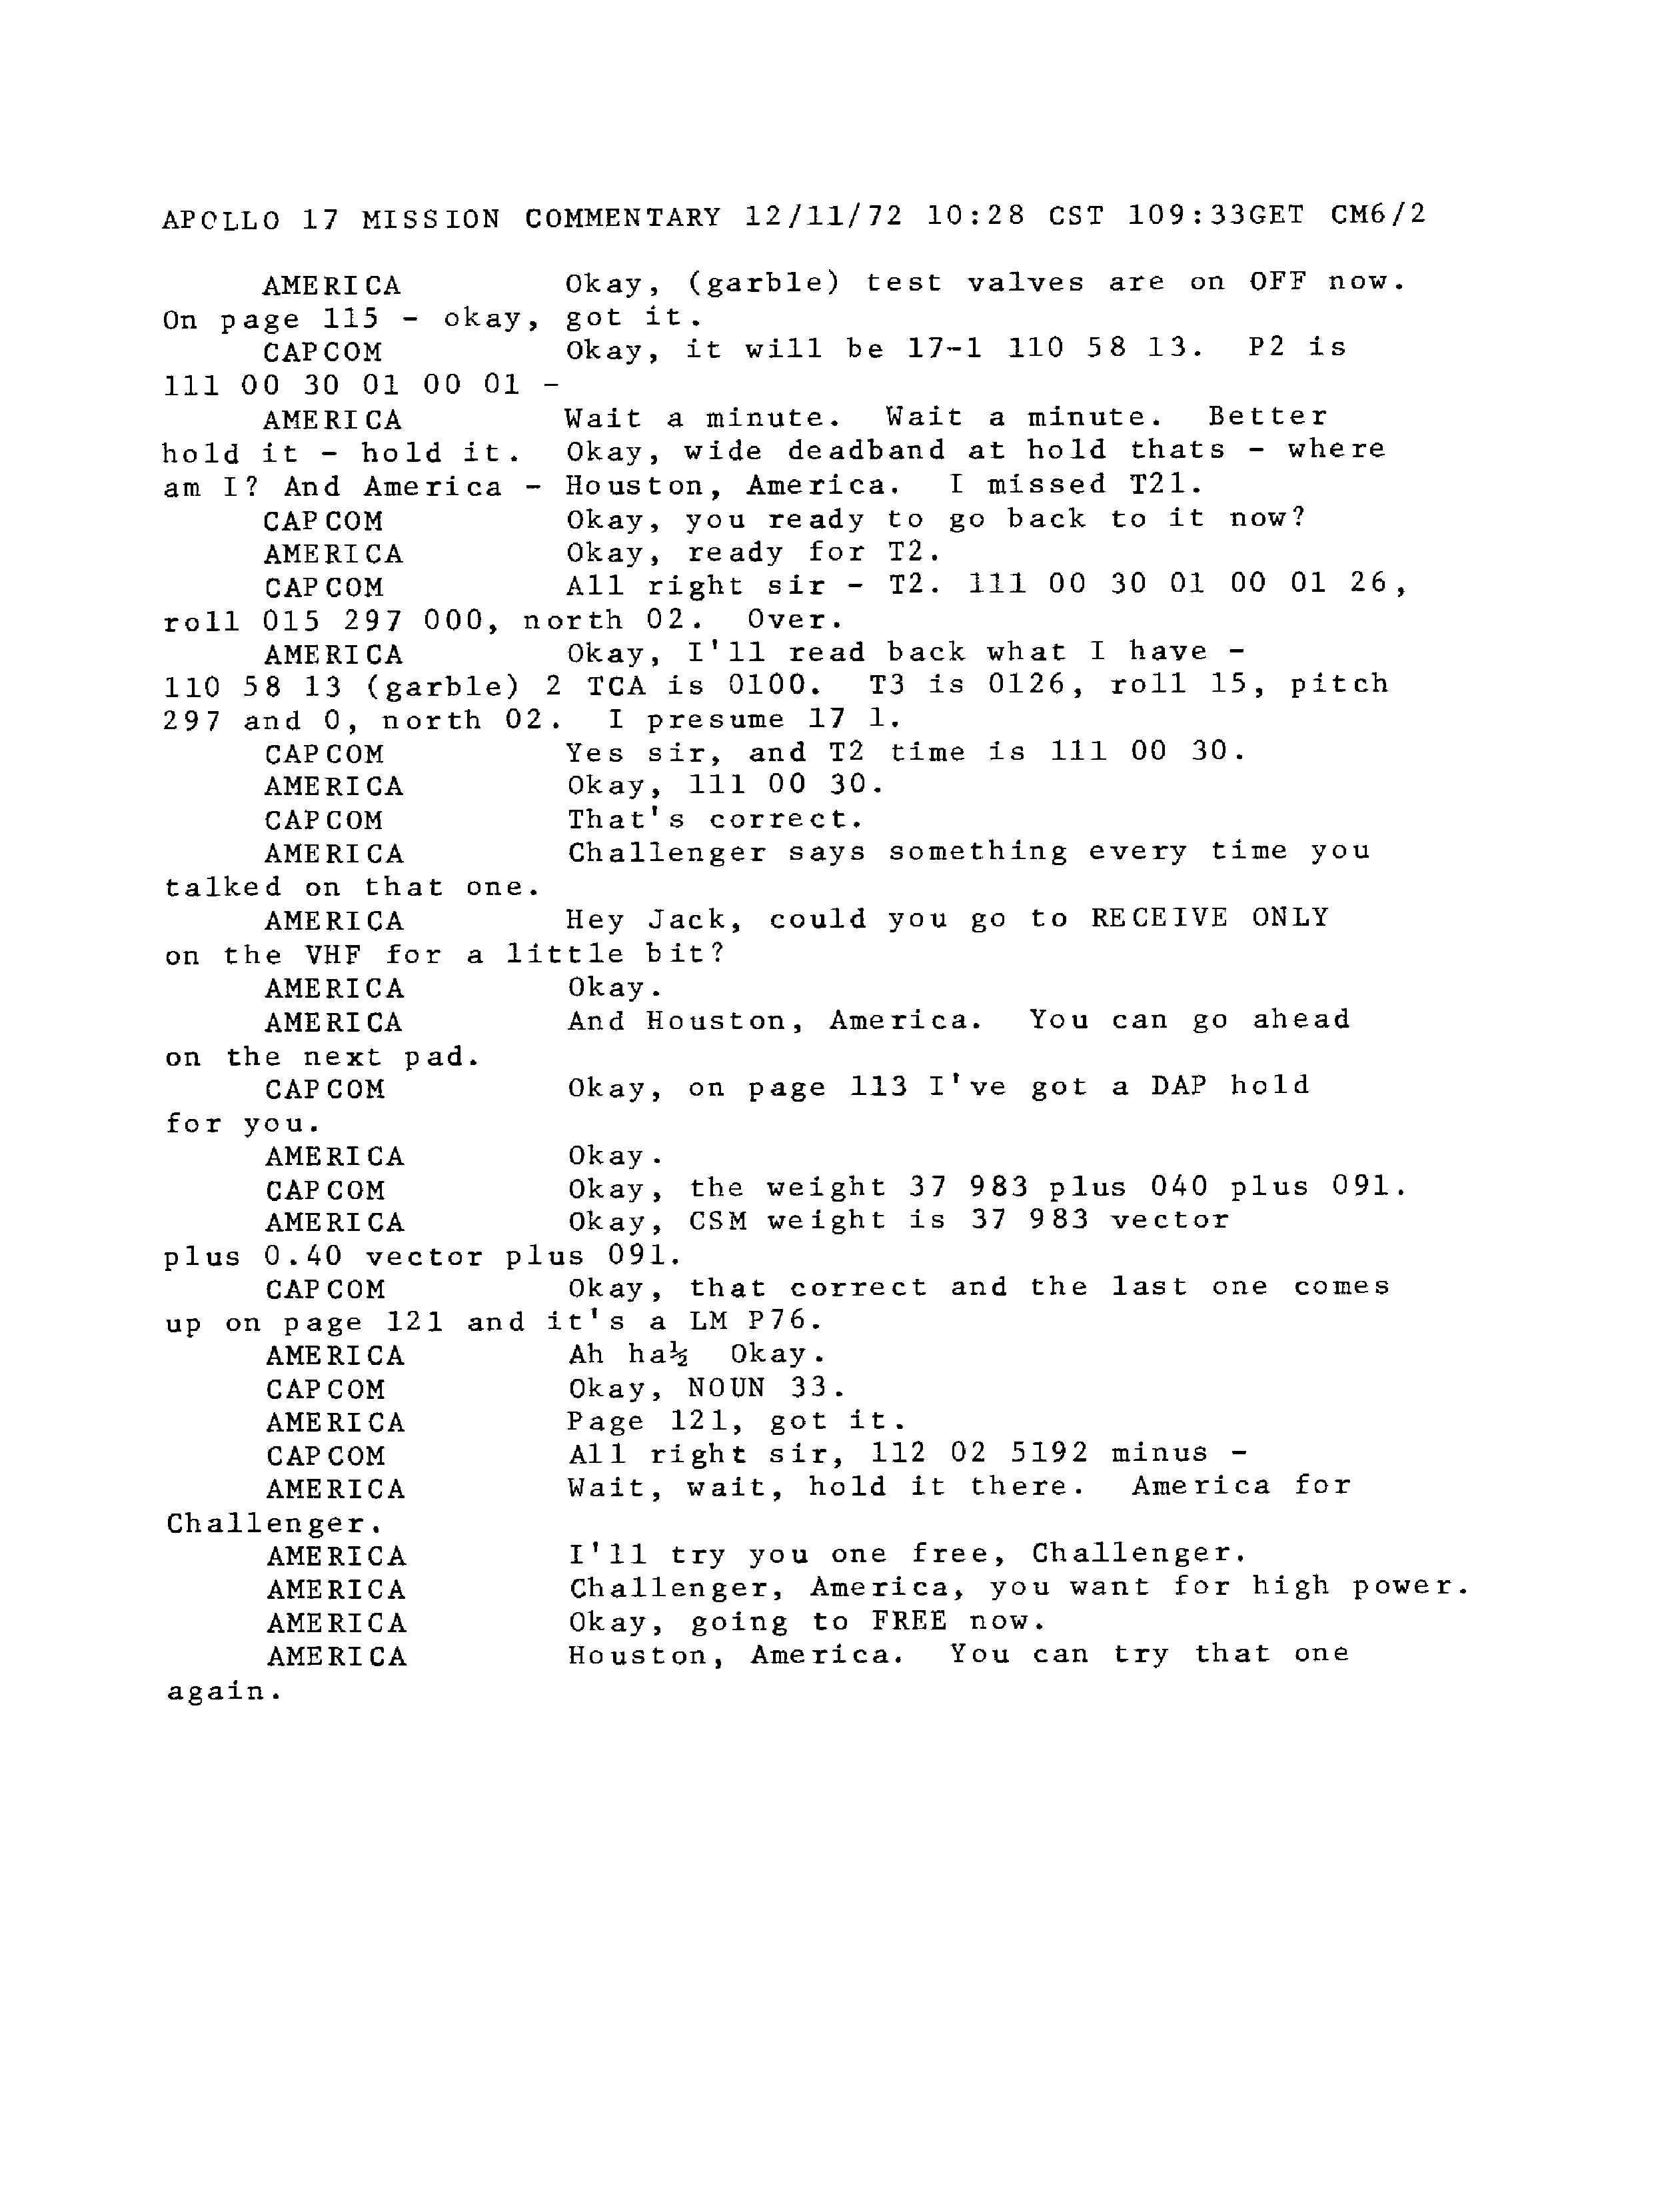 APOLLO 17 MISSION COMMENTARY 12/11/72 10:28 CST 109:33GET CM6/2
AMERICA Okay, (garble) test valves are on OFF now.
On page 115 - okay, got it.
CAPCOM Okay, it will be 17-1 110 58 13. P2 is
111 00 30 01 00 01 -
AMERICA Wait a minute. Wait a minute. Better
hold it - hold it. Okay, wide deadband at hold thats - where
am I? And America - Houston, America. I missed T21.
CAPCOM Okay, you ready to go back to it now?
AMERICA Okay, ready for T2.
CAPCOM All right sir - T2. 111 00 30 01 00 01 26,
roll 015 297 000, north 02. Over.
AMERICA Okay, I'll read back what I have -
110 58 13 (garble) 2 TCA is 0100. T3 is 0126, roll 15, pitch
297 and 0, north 02. I presume 17 1.
CAPCOM Yes sir, and T2 time is 111 00 30.
AMERICA Okay, 111 00 30.
CAPCOM That's correct.
AMERICA Challenger says something every time you
talked on that one.
AMERICA Hey Jack, could you go to RECEIVE ONLY
on the VHF for a little bit?
AMERICA Okay.
AMERICA And Houston, America. You can go ahead
on the next pad.
CAPCOM Okay, on page 113 I've got a DAP hold
for you.
AMERICA Okay.
CAPCOM Okay, the weight 37 983 plus 040 plus 091.
AMERICA Okay, CSM weight is 37 983 vector
plus 0.40 vector plus 091.
CAPCOM Okay, that correct and the last one comes
up on page 121 and it's a LM P76.
AMERICA Ah ha½ Okay.
CAPCOM Okay, NOUN 33.
AMERICA Page 121, got it.
CAPCOM All right sir, 112 02 5192 minus -
AMERICA Wait, wait, hold it there. America for
Challenger.
AMERICA I'll try you one free, Challenger.
AMERICA Challenger, America, you want for high power.
AMERICA Okay, going to FREE now.
AMERICA Houston, America. You can try that one
again.